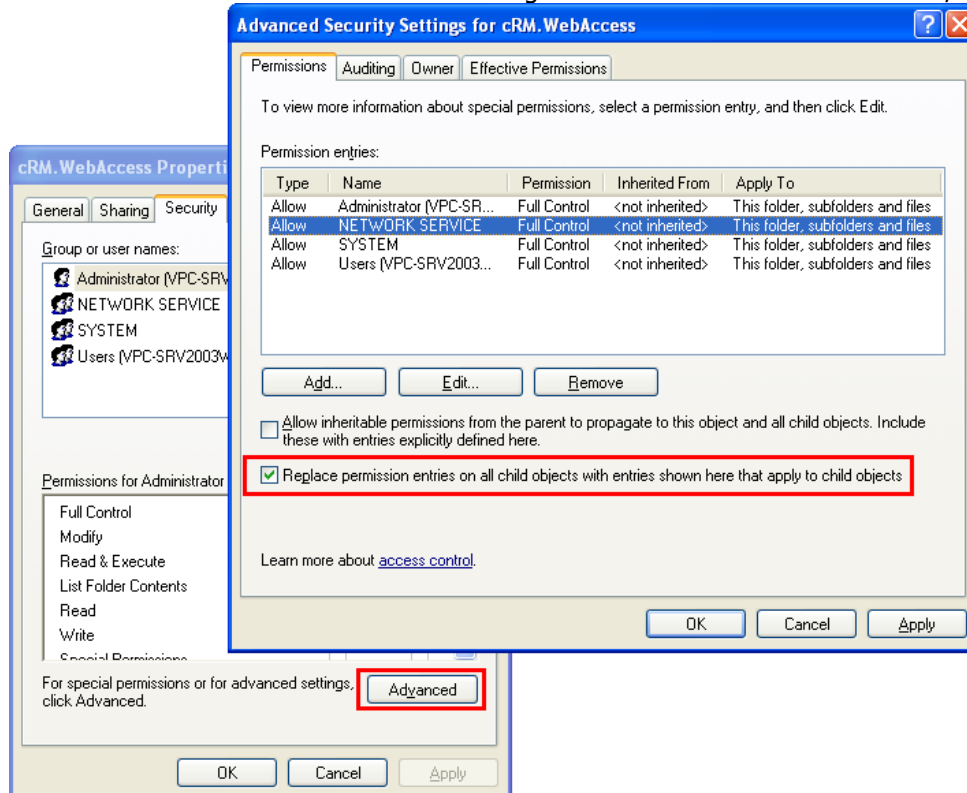 Advanced Security Settings for cRM.WebAccess
Permissions Auditing Owner Effective Permissions
To view more information about special permissions, select a permission entry, and then click Edit.
Permission entries:
Type Name Permission Inherited From Apply To
Allow Administrator (VPC-SR... Full Control <not inherited> This folder, subfolders and files
Allow NETWORK SERVICE Full Control <not inherited> This folder, subfolders and files
Allow SYSTEM Full Control <not inherited> This folder, subfolders and files
Allow Users (VPC-SRV2003... Full Control <not inherited> This folder, subfolders and files
Add... Edit... Remove
Allow inheritable permissions from the parent to propagate to this object and all child objects. Include
these with entries explicitly defined here.
Replace permission entries on all child objects with entries shown here that apply to child objects
Learn more about access control.
OK Cancel Apply
cRM.WebAccess Properti
General Sharing Security
Group or user names:
Administrator (VPC-SRV
NETWORK SERVICE
SYSTEM
Users (VPC-SRV2003W
Permissions for Administrator
Full Control
Modify
Read & Execute
List Folder Contents
Read
Write
Special Permissions
For special permissions or for advanced settings,
click Advanced.
Advanced
OK Cancel Apply